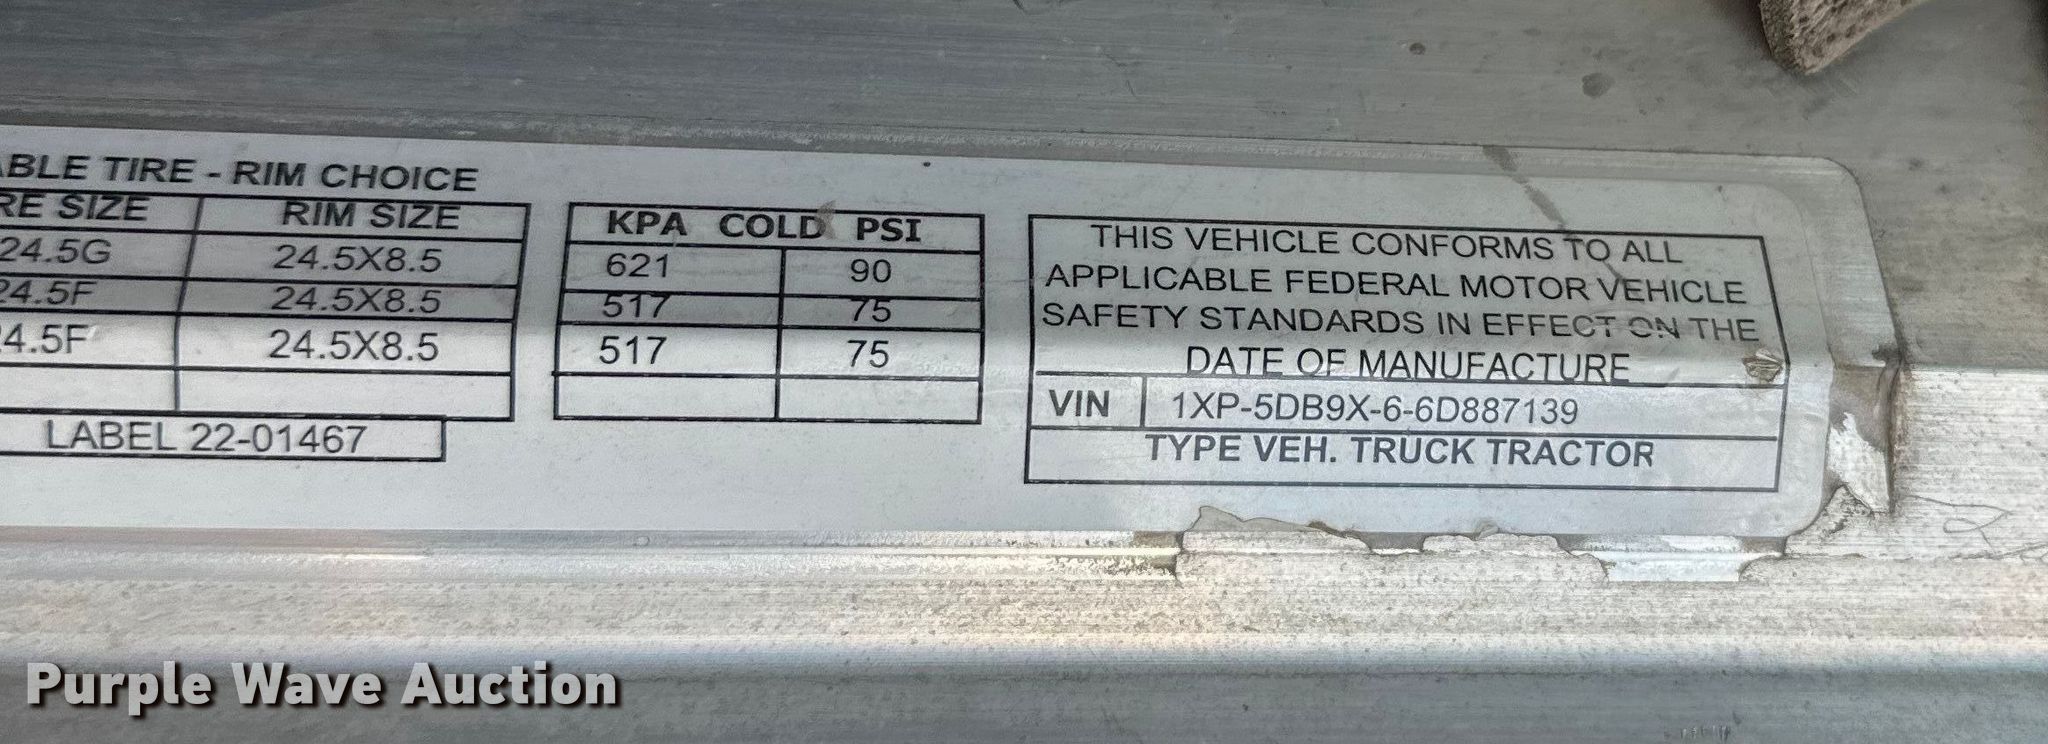 ABLE TIRE - RIM CHOICE
RE SIZE RIM SIZE
24.5G 24.5X8.5
24.5F 24.5X8.5
4.5F 24.5X8.5
LABEL 22-01467
KPA COLD PSI
621 90
517 75
517 75
THIS VEHICLE CONFORMS TO ALL
APPLICABLE FEDERAL MOTOR VEHICLE
SAFETY STANDARDS IN EFFECT ON THE
DATE OF MANUFACTURE
VIN 1XP-5DB9X-6-6D887139
TYPE VEH. TRUCK TRACTOR
Purple Wave Auction